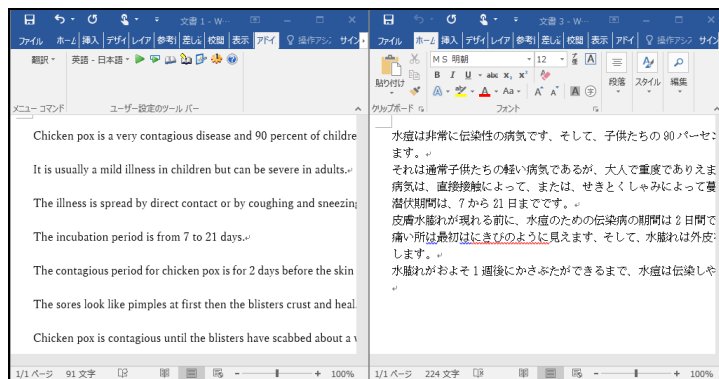 文書 1 - W…
ファイル ホーム 挿入 デザイ レイア 参考 差し 校閲 表示 アドイ 操作アシ サイン
翻訳 英語 - 日本語
メニュー コマンド ユーザー設定のツール バー
Chicken pox is a very contagious disease and 90 percent of childre
It is usually a mild illness in children but can be severe in adults.
The illness is spread by direct contact or by coughing and sneezing
The incubation period is from 7 to 21 days.
The contagious period for chicken pox is for 2 days before the skin
The sores look like pimples at first then the blisters crust and heal.
Chicken pox is contagious until the blisters have scabbed about a
1/1 ページ 91 文字 100%
文書 3 - W…
ファイル ホーム 挿入 デザイ レイア 参考 差し 校閲 表示 アドイ 操作アシ サイン
貼り付け
MS 明朝 12
B I U abc x₂ x²
A A Aa A A A 字
段落 スタイル 編集
クリップボード フォント
水痘は非常に伝染性の病気です、そして、子供たちの 90 パーセン
ます。
それは通常子供たちの軽い病気であるが、大人で重度でありえま
病気は、直接接触によって、または、せきとくしゃみによって蔓
潜伏期間は、7 から 21 日までです。
皮膚水膨れが現れる前に、水痘のための伝染病の期間は 2 日間で
痛い所は最初はにきびのように見えます、そして、水膨れは外皮
します。
水膨れがおよそ 1 週後にかさぶたができるまで、水痘は伝染しや
1/1 ページ 224 文字 100%